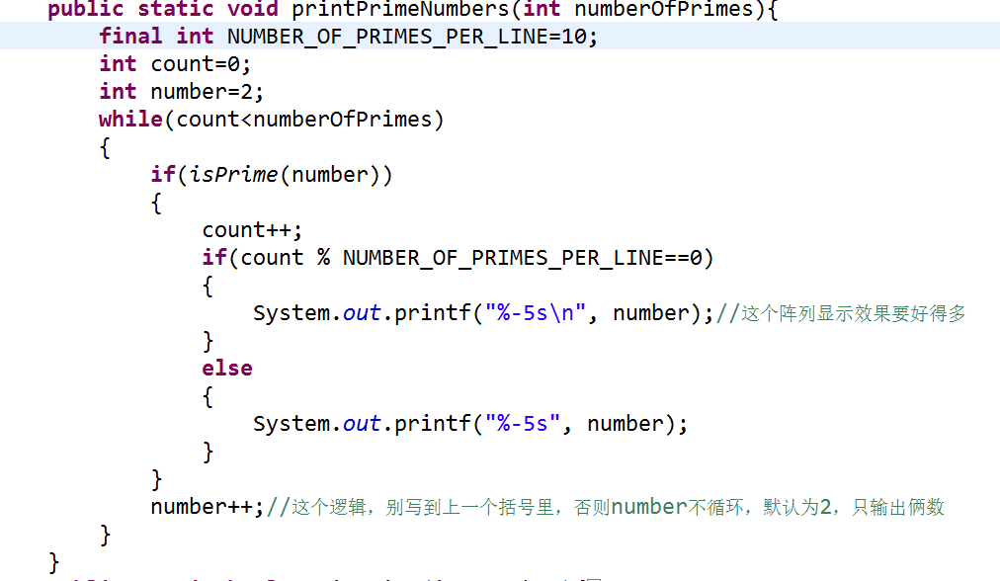 public static void printPrimeNumbers(int numberOfPrimes){
final int NUMBER_OF_PRIMES_PER_LINE=10;
int count=0;
int number=2;
while(count<numberOfPrimes)
{
if(isPrime(number))
{
count++;
if(count % NUMBER_OF_PRIMES_PER_LINE==0)
{
System.out.printf("%-5s\n", number);//这个阵列显示效果要好得多
}
else
{
System.out.printf("%-5s", number);
}
}
number++;//这个逻辑，别写到上一个括号里，否则number不循环，默认为2，只输出俩数
}
}